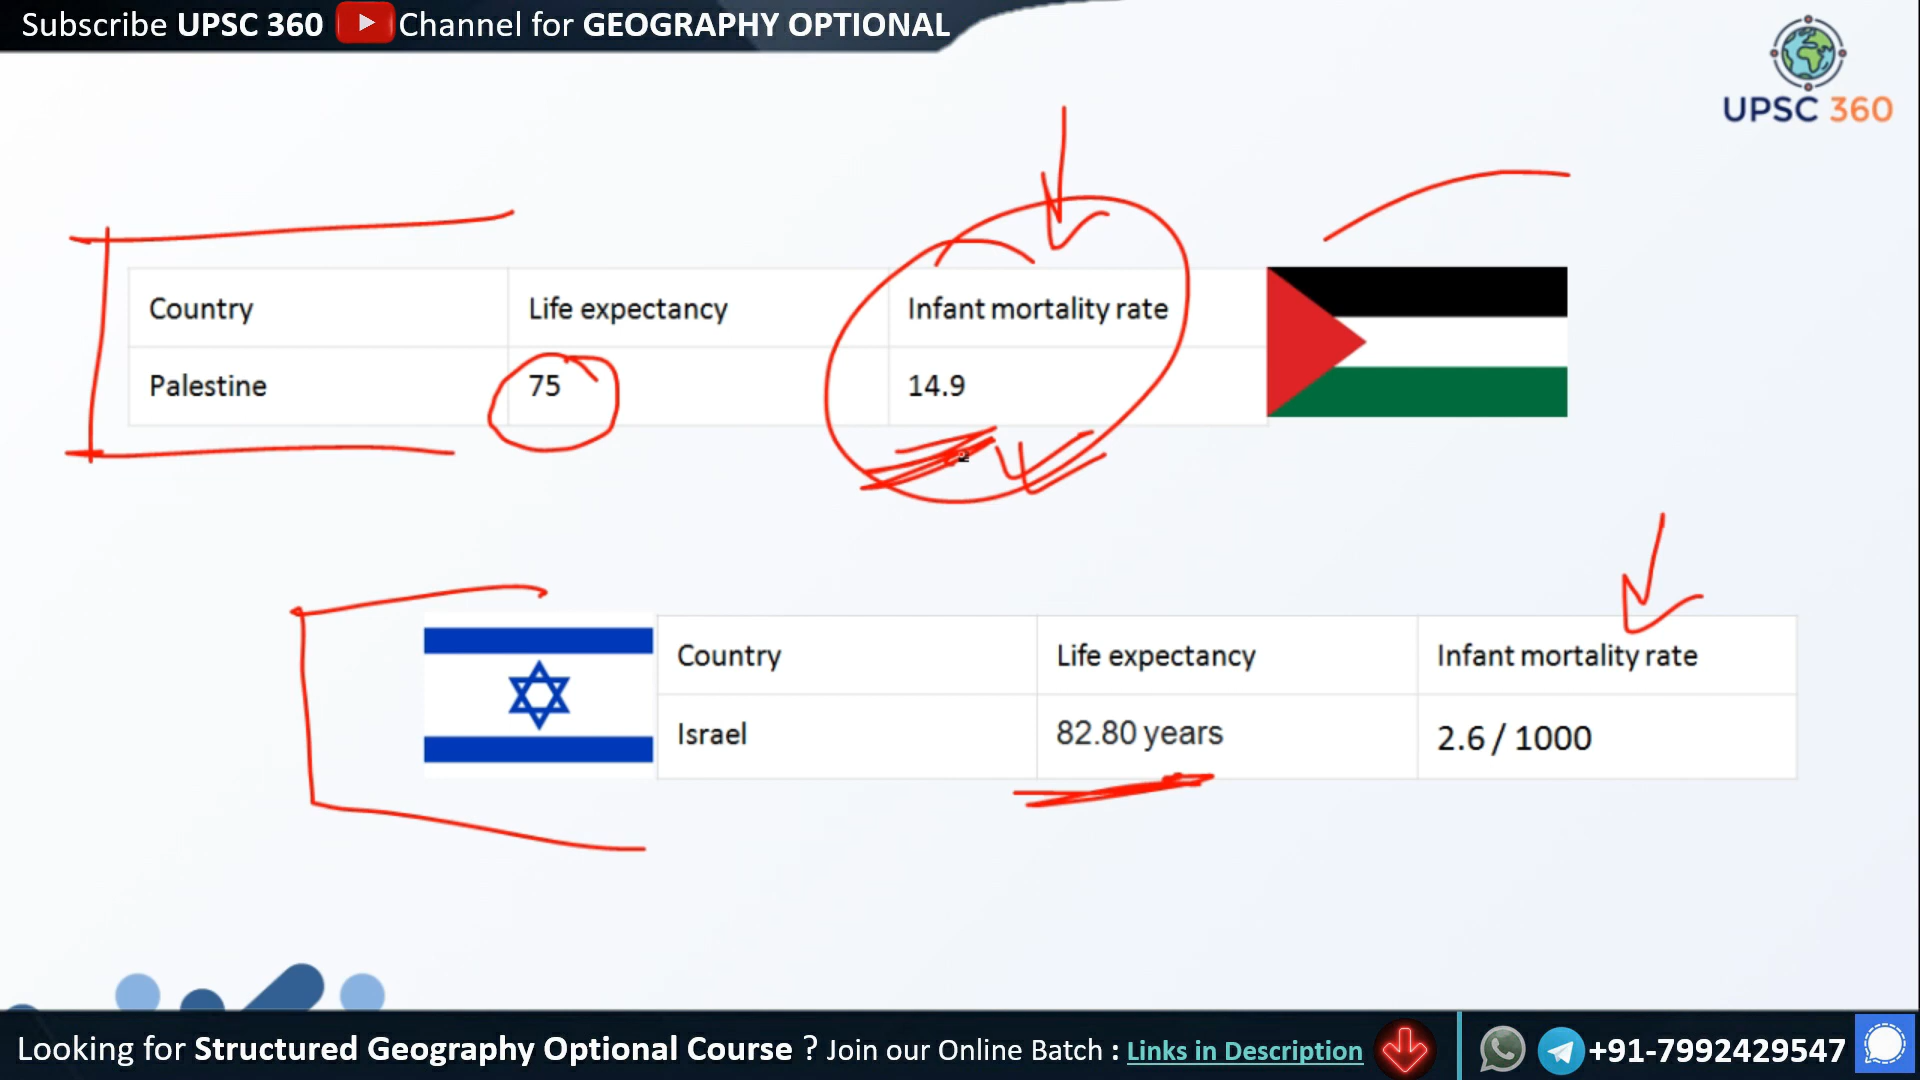 Subscribe UPSC 360 Channel for GEOGRAPHY OPTIONAL
UPSC 360
Country Life expectancy Infant mortality rate
Palestine 75 14.9
Country Life expectancy Infant mortality rate
Israel 82.80 years 2.6 / 1000
Looking for Structured Geography Optional Course ? Join our Online Batch : Links in Description +91-7992429547